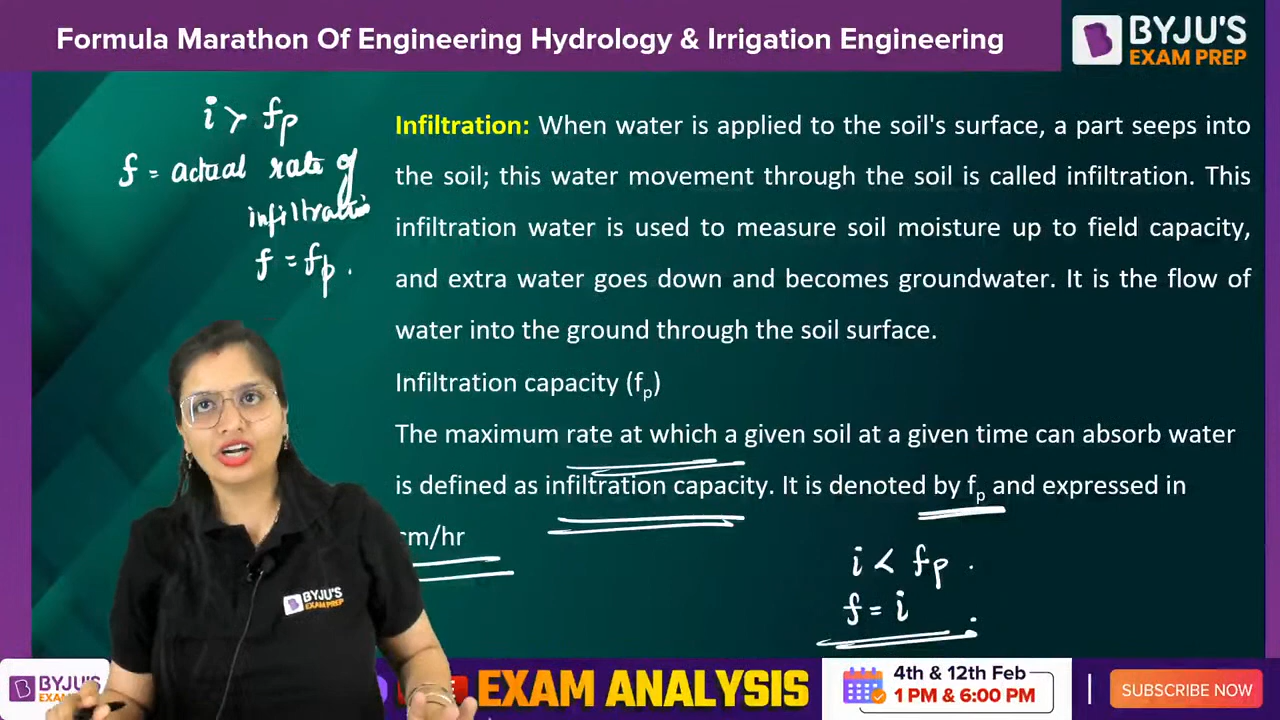 Formula Marathon Of Engineering Hydrology & Irrigation Engineering
BYJU'S
EXAM PREP
i > fp
f = actual rate of
infiltration
f = fp.
Infiltration: When water is applied to the soil's surface, a part seeps into
the soil; this water movement through the soil is called infiltration. This
infiltration water is used to measure soil moisture up to field capacity,
and extra water goes down and becomes groundwater. It is the flow of
water into the ground through the soil surface.
Infiltration capacity (fp)
The maximum rate at which a given soil at a given time can absorb water
is defined as infiltration capacity. It is denoted by fp and expressed in
cm/hr
i < fp.
f = i
BYJU'S
EXAM PREP
BYJU'S
EXAM
EXAM ANALYSIS
4th & 12th Feb
1 PM & 6:00 PM
SUBSCRIBE NOW